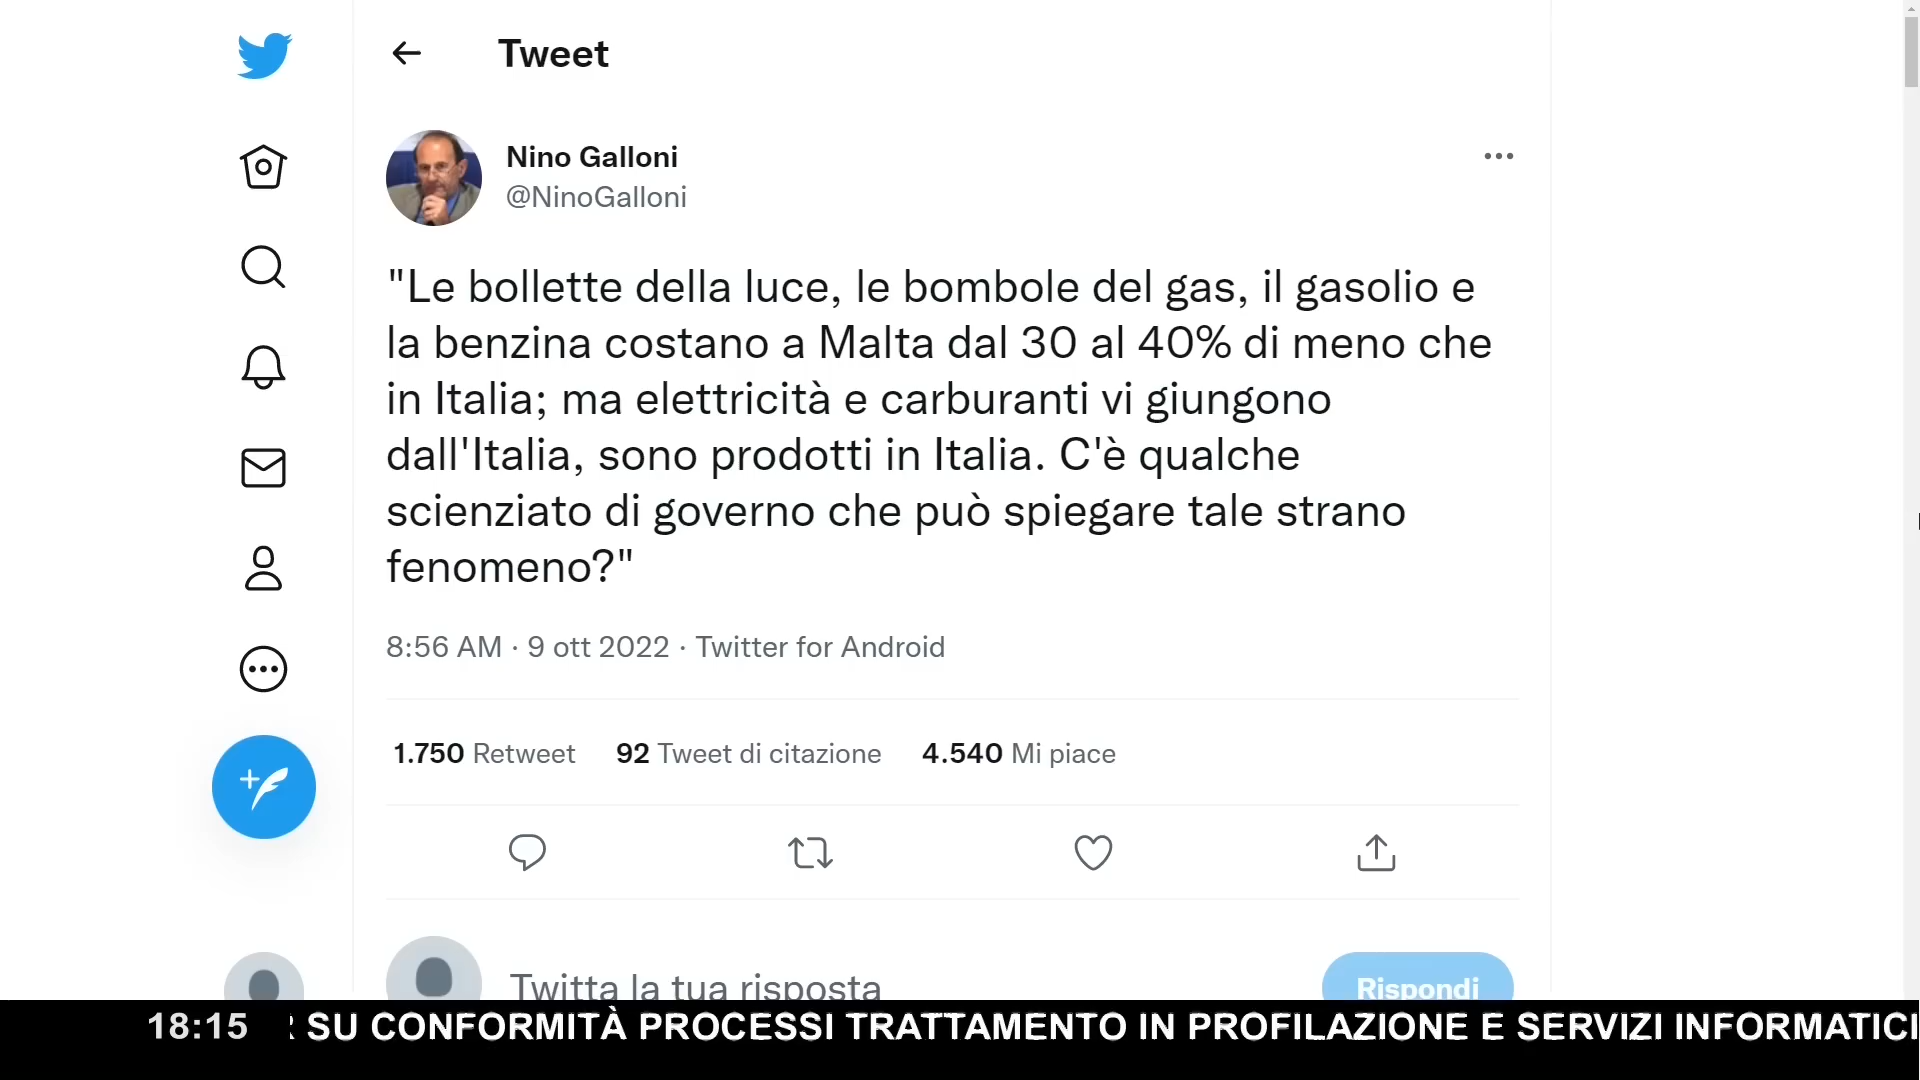 Tweet
Nino Galloni
@NinoGalloni
"Le bollette della luce, le bombole del gas, il gasolio e
la benzina costano a Malta dal 30 al 40% di meno che
in Italia; ma elettricità e carburanti vi giungono
dall'Italia, sono prodotti in Italia. C'è qualche
scienziato di governo che può spiegare tale strano
fenomeno?"
8:56 AM · 9 ott 2022 · Twitter for Android
1.750 Retweet 92 Tweet di citazione 4.540 Mi piace
Twitta la tua risposta Rispondi
18:15 SU CONFORMITÀ PROCESSI TRATTAMENTO IN PROFILAZIONE E SERVIZI INFORMATICI